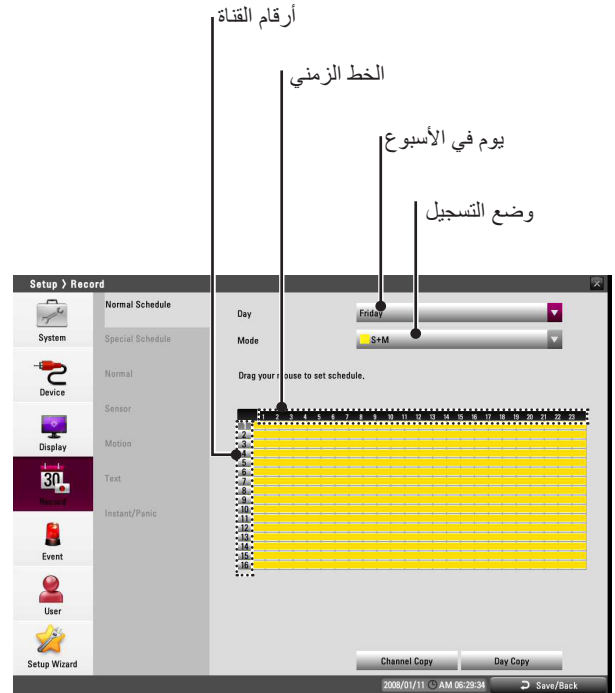 أرقام القناة
الخط الزمني
يوم في الأسبوع
وضع التسجيل
Setup > Record
System
Device
Display
Record
Event
User
Setup Wizard
Normal Schedule
Special Schedule
Normal
Sensor
Motion
Text
Instant/Panic
Day
Friday
Mode
S+M
Drag your mouse to set schedule.
1 2 3 4 5 6 7 8 9 10 11 12 13 14 15 16 17 18 19 20 21 22 23
1
2
3
4
5
6
7
8
9
10
11
12
13
14
15
16
Channel Copy
Day Copy
2008/01/11 AM 06:29:34
Save/Back